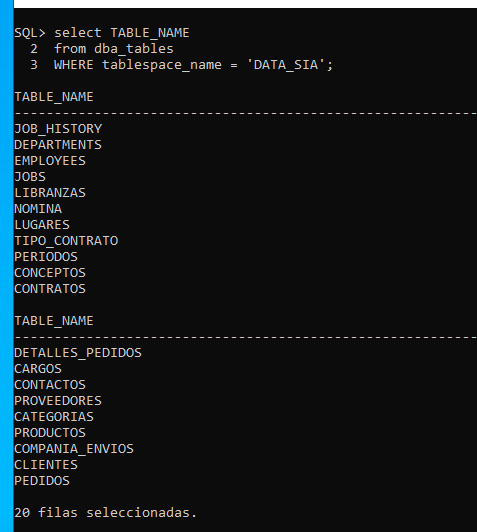 SQL> select TABLE_NAME
  2  from dba_tables
  3  WHERE tablespace_name = 'DATA_SIA';
TABLE_NAME
--------------------------------------------------------------------------------
JOB_HISTORY
DEPARTMENTS
EMPLOYEES
JOBS
LIBRANZAS
NOMINA
LUGARES
TIPO_CONTRATO
PERIODOS
CONCEPTOS
CONTRATOS
TABLE_NAME
--------------------------------------------------------------------------------
DETALLES_PEDIDOS
CARGOS
CONTACTOS
PROVEEDORES
CATEGORIAS
PRODUCTOS
COMPANIA_ENVIOS
CLIENTES
PEDIDOS
20 filas seleccionadas.